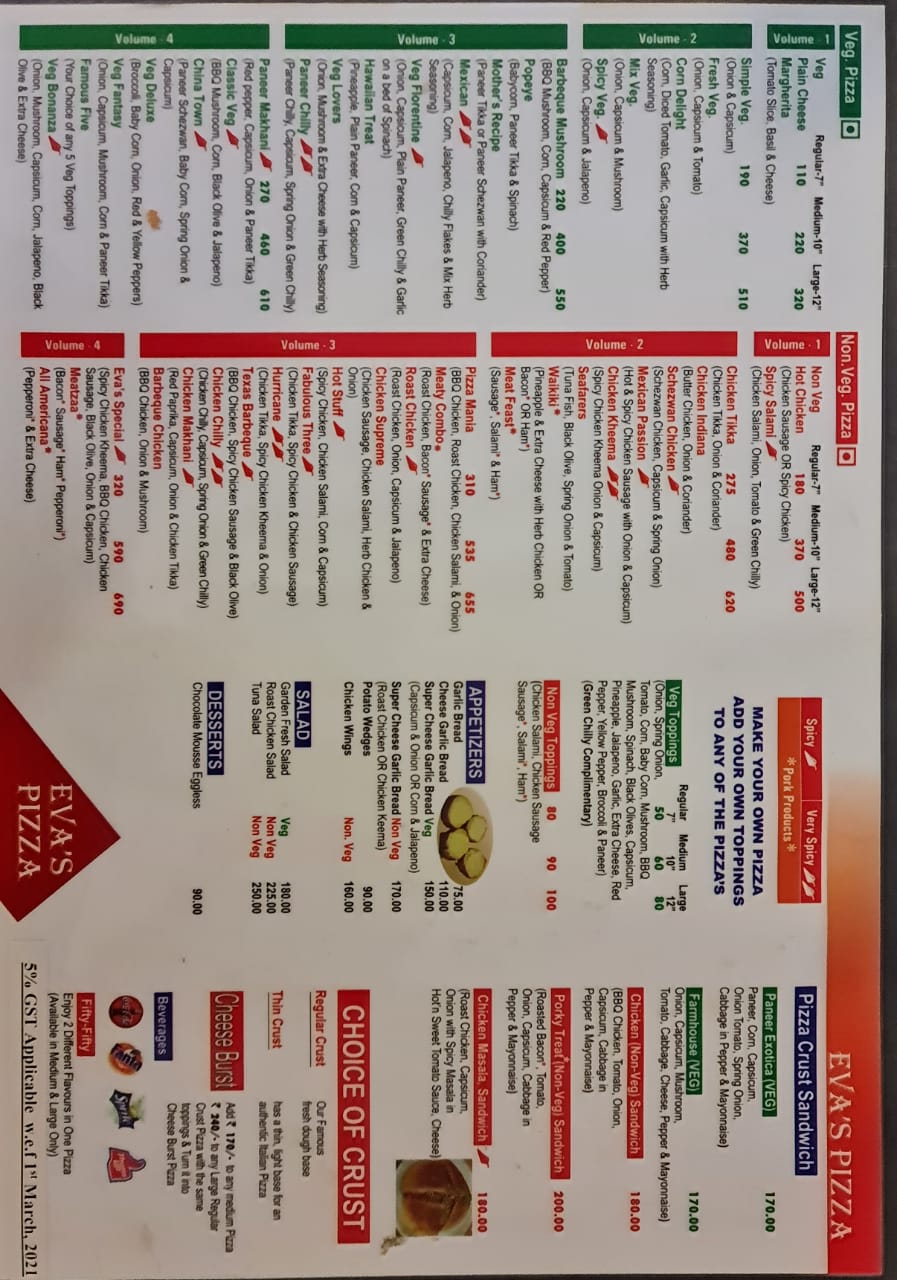 Veg. Pizza
Volume - 1
Veg Regular-7" Medium-10" Large-12"
Plain Cheese 110 220 320
Margherita
(Tomato Slice, Basil & Cheese)
Volume - 2
Simple Veg. 190 370 510
(Onion & Capsicum)
Fresh Veg.
(Onion, Capsicum & Tomato)
Corn Delight
(Corn, Diced Tomato, Garlic, Capsicum with Herb
Seasoning)
Mix Veg.
(Onion, Capsicum & Mushroom)
Spicy Veg.
(Onion, Capsicum & Jalapeno)
Volume - 3
Barbeque Mushroom 220 400 550
(BBQ Mushroom, Corn, Capsicum & Red Pepper)
Popeye
(Babycorn, Paneer Tikka & Spinach)
Mother's Recipe
(Paneer Tikka or Paneer Schezwan with Coriander)
Mexican
(Capsicum, Corn, Jalapeno, Chilly Flakes & Mix Herb
Seasoning)
Veg Florentine
(Onion, Capsicum, Plain Paneer, Green Chilly & Garlic
on a bed of Spinach)
Hawaiian Treat
(Pineapple, Plain Paneer, Corn & Capsicum)
Veg Lovers
(Onion, Mushroom & Extra Cheese with Herb Seasoning)
Paneer Chilly
(Paneer Chilly, Capsicum, Spring Onion & Green Chilly)
Volume - 4
Paneer Makhani 270 460 610
(Red pepper, Capsicum, Onion & Paneer Tikka)
Classic Veg
(BBQ Mushroom, Corn, Black Olive & Jalapeno)
China Town
(Paneer Schezwan, Baby Corn, Spring Onion &
Capsicum)
Veg Deluxe
(Broccoli, Baby Corn, Onion, Red & Yellow Peppers)
Veg Fantasy
(Onion, Capsicum, Mushroom, Corn & Paneer Tikka)
Famous Five
(Your Choice of any 5 Veg Toppings)
Veg Bonanza
(Onion, Mushroom, Capsicum, Corn, Jalapeno, Black
Olive & Extra Cheese)
Non.Veg. Pizza
Volume - 1
Non Veg Regular-7" Medium-10" Large-12"
Hot Chicken 180 370 500
(Chicken Sausage OR Spicy Chicken)
Spicy Salami
(Chicken Salami, Onion, Tomato & Green Chilly)
Volume - 2
Chicken Tikka 275 480 620
(Chicken Tikka, Onion & Coriander)
Chicken Indiana
(Butter Chicken, Onion & Coriander)
Schezwan Chicken
(Schezwan Chicken, Capsicum & Spring Onion)
Mexican Passion
(Hot & Spicy Chicken Sausage with Onion & Capsicum)
Chicken Kheema
(Spicy Chicken Kheema Onion & Capsicum)
Seafarers
(Tuna Fish, Black Olive, Spring Onion & Tomato)
Waikiki*
(Pineapple & Extra Cheese with Herb Chicken OR
Bacon* OR Ham*)
Meat Feast*
(Sausage*, Salami* & Ham*)
Volume - 3
Pizza Mania 310 535 655
(BBQ Chicken, Roast Chicken, Chicken Salami, & Onion)
Meaty Combo*
(Roast Chicken, Bacon* Sausage* & Extra Cheese)
Roast Chicken
(Roast Chicken, Onion, Capsicum & Jalapeno)
Chicken Supreme
(Chicken Sausage, Chicken Salami, Herb Chicken &
Onion)
Hot Stuff
(Spicy Chicken, Chicken Salami, Corn & Capsicum)
Fabulous Three
(Chicken Tikka, Spicy Chicken & Chicken Sausage)
Hurricane
(Chicken Tikka, Spicy Chicken Kheema & Onion)
Texas Barbeque
(BBQ Chicken, Spicy Chicken Sausage & Black Olive)
Chicken Chilly
(Chicken Chilly, Capsicum, Spring Onion & Green Chilly)
Chicken Makhani
(Red Paprika, Capsicum, Onion & Chicken Tikka)
Barbeque Chicken
(BBQ Chicken, Onion & Mushroom)
Volume - 4
Eva's Special 320 590 690
(Spicy Chicken Kheema, BBQ Chicken, Chicken
Sausage, Black Olive, Onion & Capsicum)
Meatzaa*
(Bacon* Sausage* Ham* Pepperoni*)
All Americana*
(Pepperoni* & Extra Cheese)
Spicy Very Spicy
*Pork Products*
MAKE YOUR OWN PIZZA
ADD YOUR OWN TOPPINGS
TO ANY OF THE PIZZA'S
Regular Medium Large
Veg Toppings 7" 10" 12"
(Onion, Spring Onion, 50 60 80
Tomato, Corn, Baby Corn, Mushroom, BBQ
Mushroom, Spinach, Black Olives, Capsicum,
Pineapple, Jalapeno, Garlic, Extra Cheese, Red
Pepper, Yellow Pepper, Broccoli & Paneer)
(Green Chilly Complimentary)
Non Veg Toppings 80 90 100
(Chicken Salami, Chicken Sausage
Sausage*, Salami*, Ham*)
APPETIZERS
Garlic Bread 75.00
Cheese Garlic Bread 110.00
Super Cheese Garlic Bread Veg 150.00
(Capsicum & Onion OR Corn & Jalapeno)
Super Cheese Garlic Bread Non Veg 170.00
(Roast Chicken OR Chicken Keema)
Potato Wedges 90.00
Chicken Wings Non. Veg 160.00
SALAD
Garden Fresh Salad Veg 180.00
Roast Chicken Salad Non Veg 225.00
Tuna Salad Non Veg 250.00
DESSERTS
Chocolate Mousse Eggless 90.00
EVA'S
PIZZA
EVA'S PIZZA
Pizza Crust Sandwich
Paneer Exotica (VEG) 170.00
Paneer, Corn, Capsicum,
Onion Tomato, Spring Onion,
Cabbage in Pepper & Mayonnaise)
Farmhouse (VEG) 170.00
Onion, Capsicum, Mushroom,
Tomato, Cabbage, Cheese, Pepper & Mayonnaise)
Chicken (Non-Veg) Sandwich 180.00
(BBQ Chicken, Tomato, Onion,
Capsicum, Cabbage in
Pepper & Mayonnaise)
Porky Treat*(Non-Veg) Sandwich 200.00
(Roasted Bacon*, Tomato,
Onion, Capsicum, Cabbage in
Pepper & Mayonnaise)
Chicken Masala, Sandwich 180.00
(Roast Chicken, Capsicum,
Onion with Spicy Masala in
Hot'n Sweet Tomato Sauce, Cheese)
CHOICE OF CRUST
Regular Crust Our Famous
fresh dough base
Thin Crust has a thin, light base for an
authentic Italian Pizza
Cheese Burst Add ₹ 170/- to any medium Pizza
₹ 240/- to any Large Regular
Crust Pizza with the same
toppings & Turn it into
Cheese Burst Pizza
Beverages
Coca-Cola Fanta Sprite Thums Up
Fifty-Fifty
Enjoy 2 Different Flavours in One Pizza
(Available in Medium & Large Only)
5% GST Applicable w.e.f 1st March, 2021